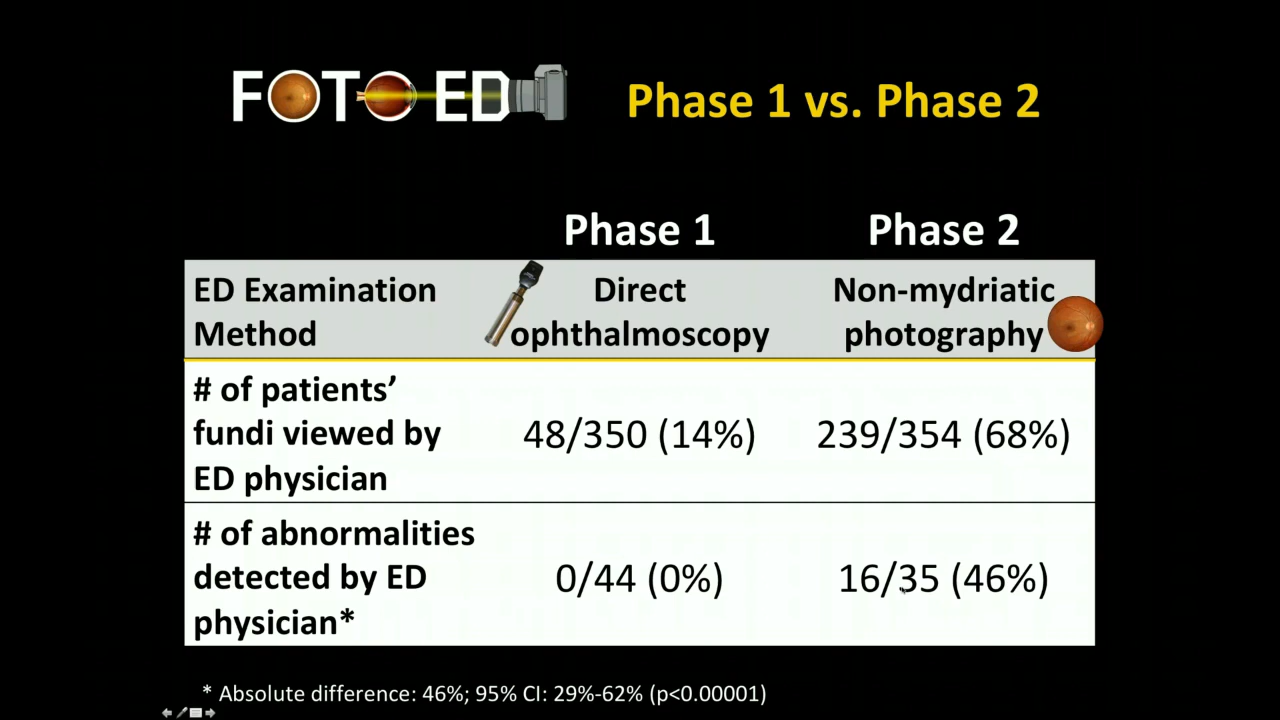 FOTO ED
Phase 1 vs. Phase 2
Phase 1
Phase 2
ED Examination
Method
Direct
ophthalmoscopy
Non-mydriatic
photography
# of patients’
fundi viewed by
ED physician
48/350 (14%)
239/354 (68%)
# of abnormalities
detected by ED
physician*
0/44 (0%)
16/35 (46%)
* Absolute difference: 46%; 95% CI: 29%-62% (p<0.00001)